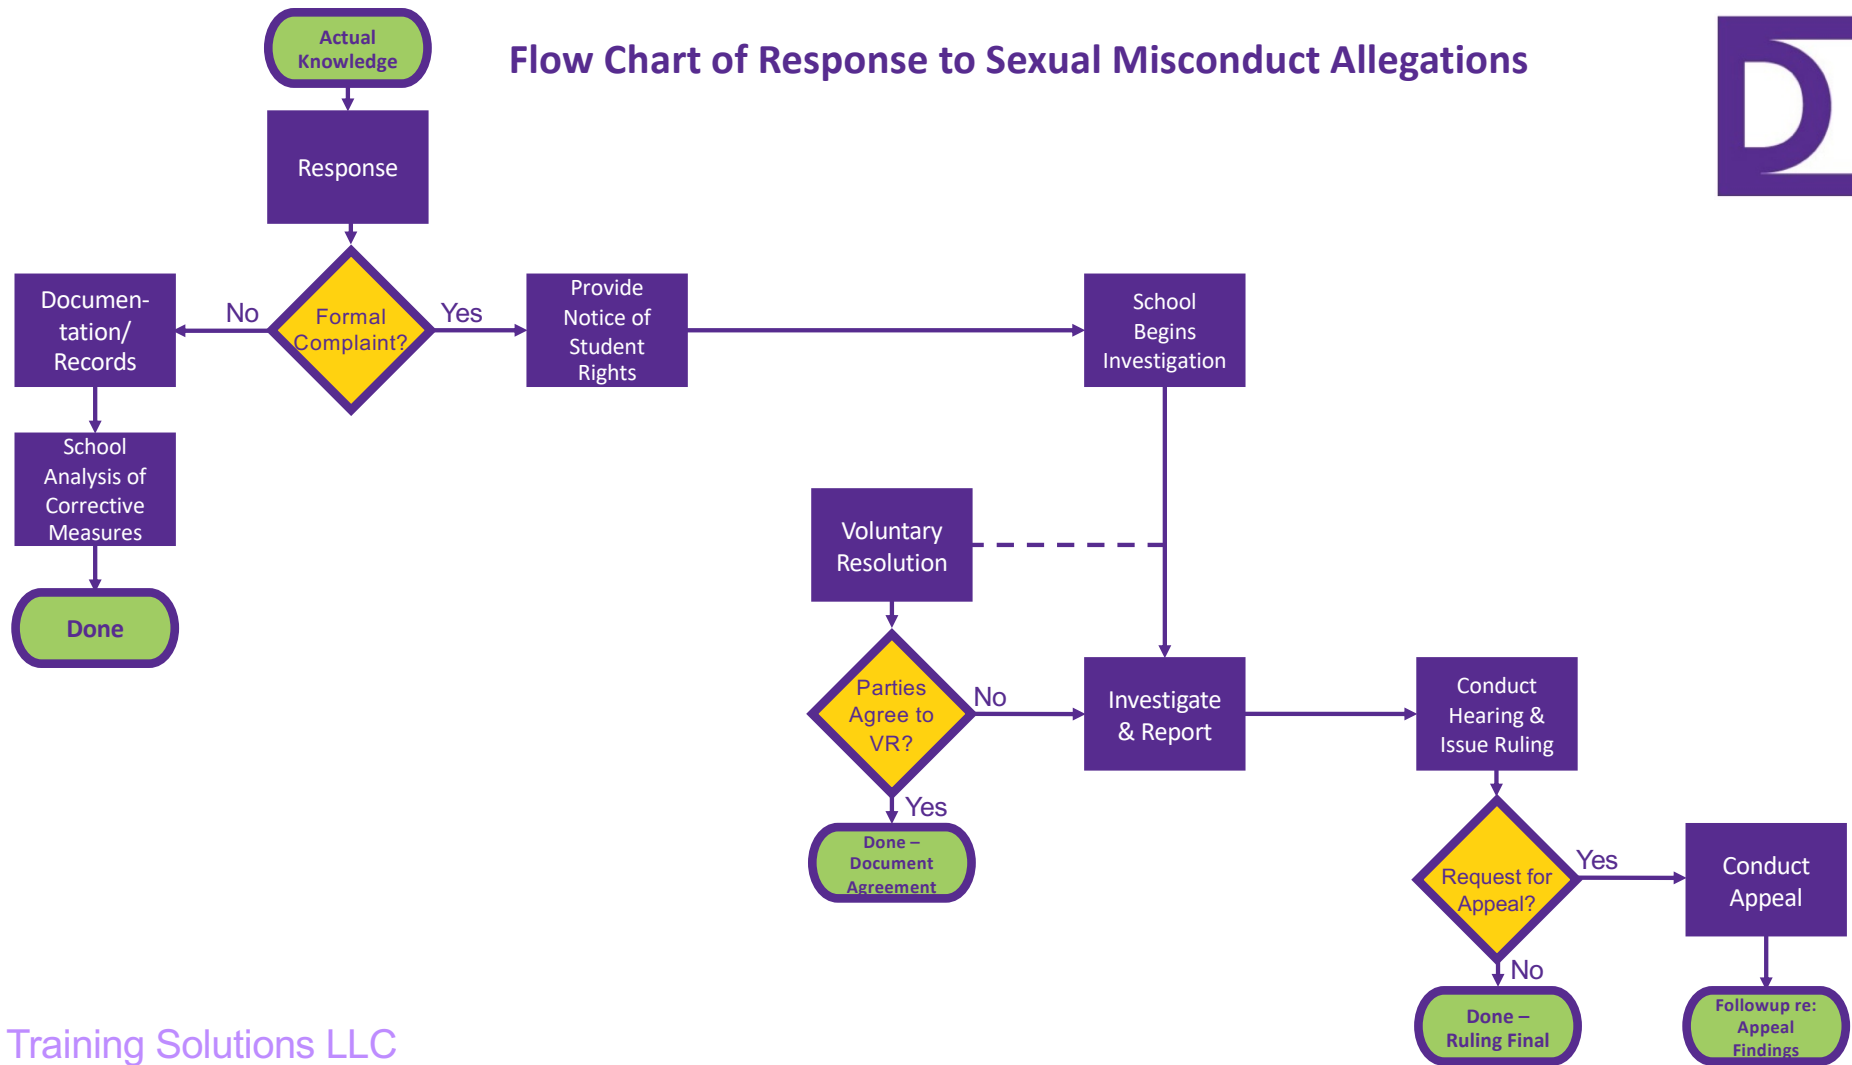 Actual
Knowledge
Flow Chart of Response to Sexual Misconduct Allegations
D
Response
Documen-
tation/
Records
No
Formal
Complaint?
Yes
Provide
Notice of
Student
Rights
School
Begins
Investigation
School
Analysis of
Corrective
Measures
Done
Voluntary
Resolution
Parties
Agree to
VR?
No
Yes
Done –
Document
Agreement
Investigate
& Report
Conduct
Hearing &
Issue Ruling
Request for
Appeal?
Yes
Conduct
Appeal
No
Done –
Ruling Final
Followup re:
Appeal
Findings
Training Solutions LLC